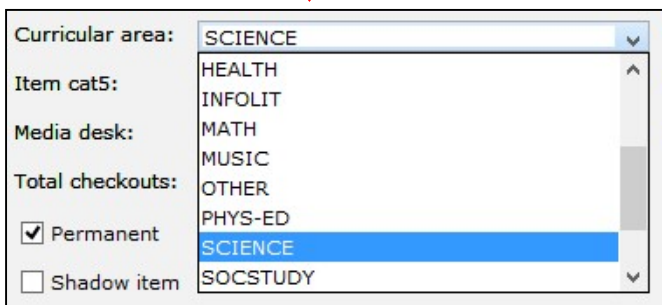 Curricular area: SCIENCE
HEALTH
Item cat5:
INFOLIT
Media desk:
MATH
MUSIC
Total checkouts:
OTHER
PHYS-ED
Permanent
SCIENCE
Shadow item
SOCSTUDY